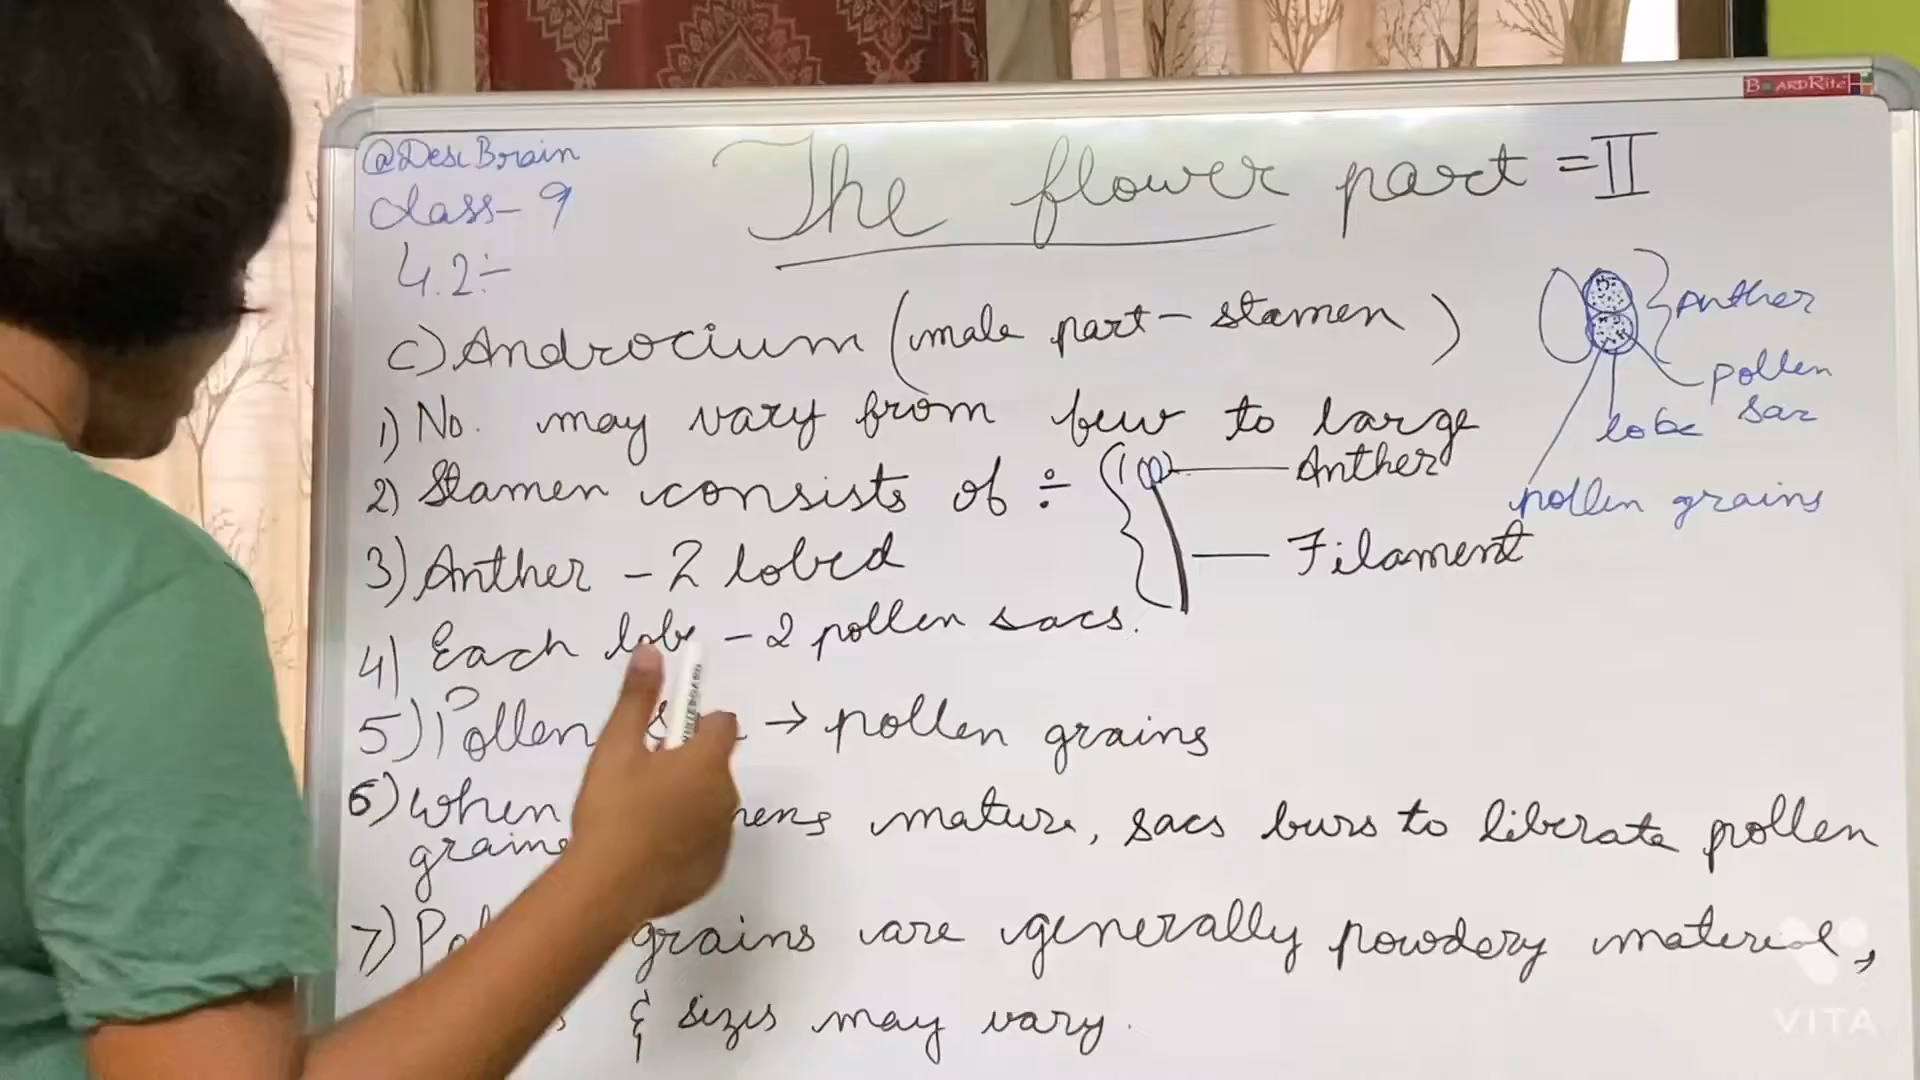 BOARDRite
@Desi Brain
The flower part = II
class - 9
4.2÷
c) Androcium (male part - stamen)
Anther
pollen
sac
lobe
pollen grains
1) No. may vary from few to large
2) Stamen consists of ÷
Anther
Filament
3) Anther - 2 lobed
4) Each lobe - 2 pollen sacs.
5) Pollen → pollen grains
6) When mature, sacs burs to liberate pollen
grains
7) grains are generally powdery material,
& sizes may vary.
VITA
WHITEBOARD